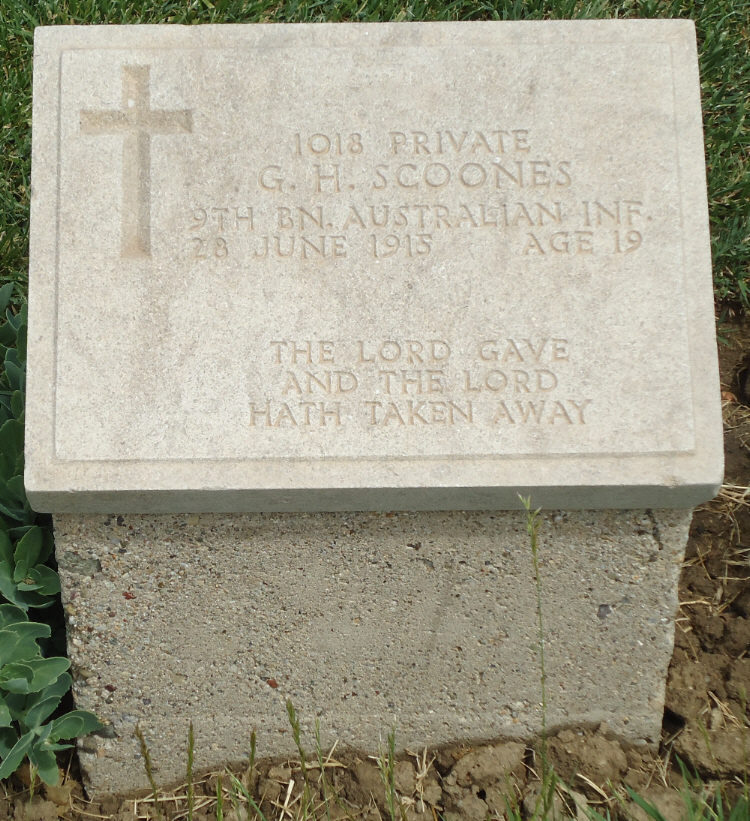 1018 PRIVATE
G. H. SCOONES
9TH BN. AUSTRALIAN INF.
28 JUNE 1915 AGE 19
THE LORD GAVE
AND THE LORD
HATH TAKEN AWAY